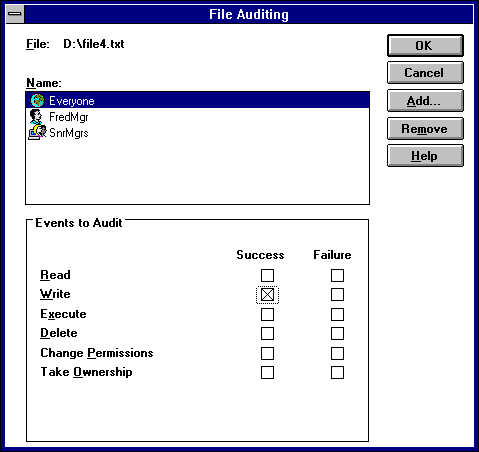 File Auditing
File: D:\file4.txt
OK
Cancel
Name:
Everyone
FredMgr
SnrMgrs
Add...
Remove
Help
Events to Audit
Success Failure
Read
Write
Execute
Delete
Change Permissions
Take Ownership